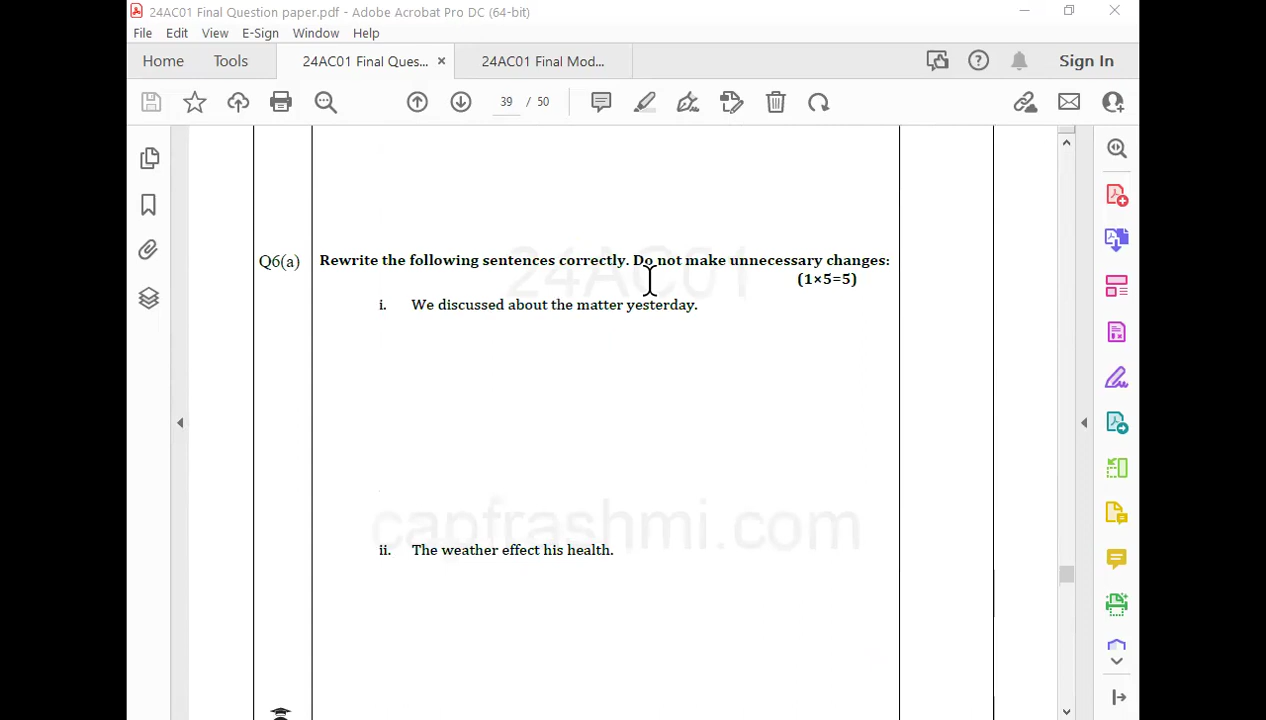 24AC01 Final Question paper.pdf - Adobe Acrobat Pro DC (64-bit)
File Edit View E-Sign Window Help
Home Tools 24AC01 Final Ques... × 24AC01 Final Mod... Sign In
39 / 50
24AC01
Q6(a) Rewrite the following sentences correctly. Do not make unnecessary changes:
(1×5=5)
i. We discussed about the matter yesterday.
capfrashmi.com
ii. The weather effect his health.